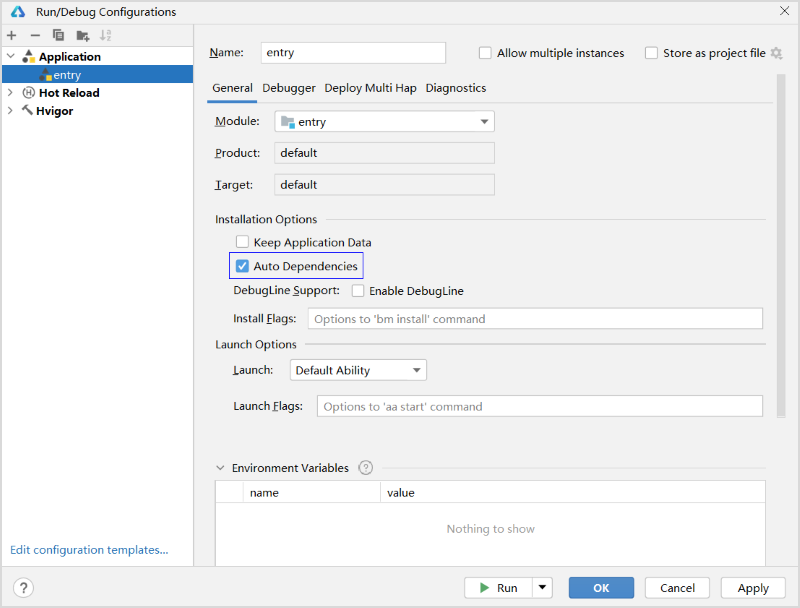 Run/Debug Configurations
Name: entry
Allow multiple instances
Store as project file
Application
entry
Hot Reload
Hvigor
General Debugger Deploy Multi Hap Diagnostics
Module: entry
Product: default
Target: default
Installation Options
Keep Application Data
Auto Dependencies
DebugLine Support: Enable DebugLine
Install Flags: Options to 'bm install' command
Launch Options
Launch: Default Ability
Launch Flags: Options to 'aa start' command
Environment Variables ?
name value
Nothing to show
Edit configuration templates...
? Run OK Cancel Apply